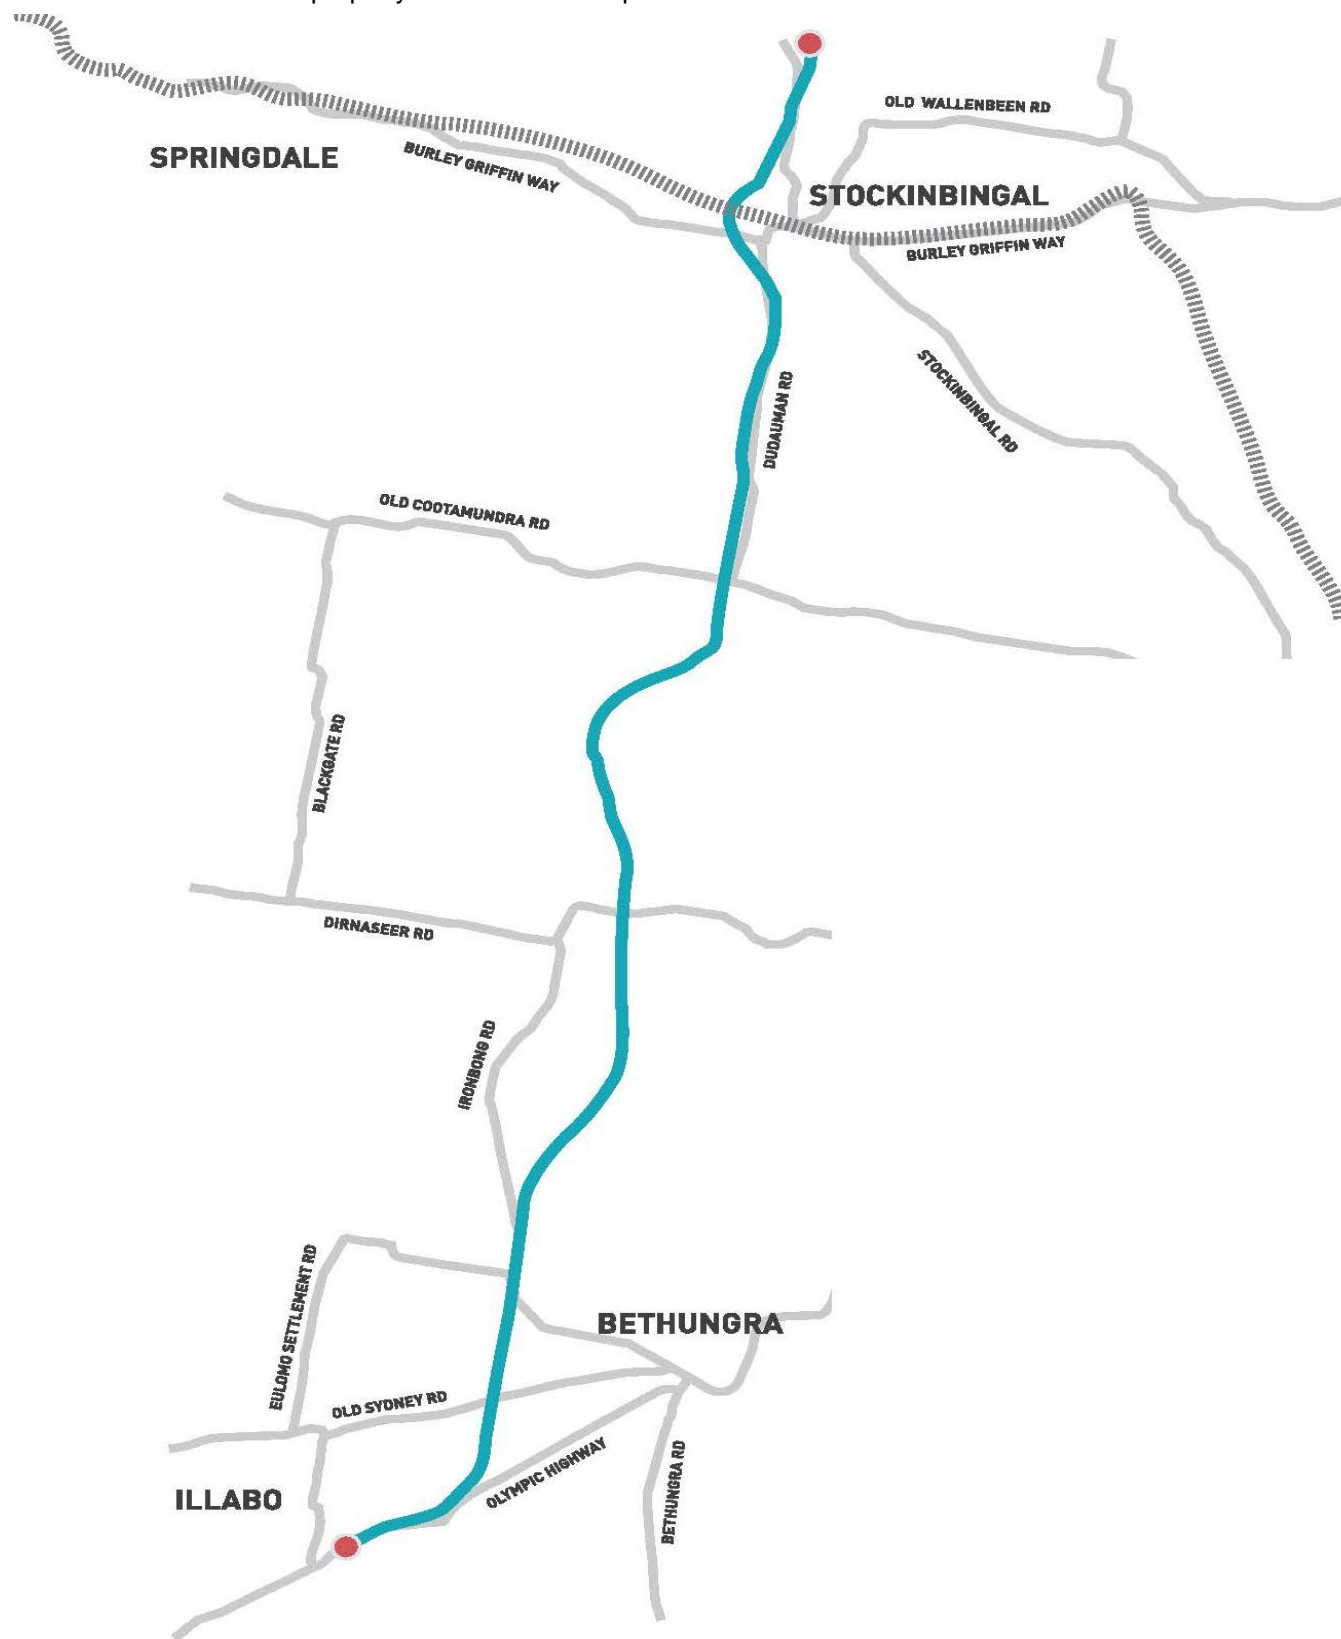 OLD WALLENBEEN RD
SPRINGDALE
BURLEY GRIFFIN WAY
STOCKINBINGAL
BURLEY GRIFFIN WAY
STOCKINBINGAL RD
DUDAUMAN RD
OLD COOTAMUNDRA RD
BLACKGATE RD
DIRNASEER RD
IRONBONG RD
EULOMO SETTLEMENT RD
BETHUNGRA
OLD SYDNEY RD
OLYMPIC HIGHWAY
BETHUNGRA RD
ILLABO